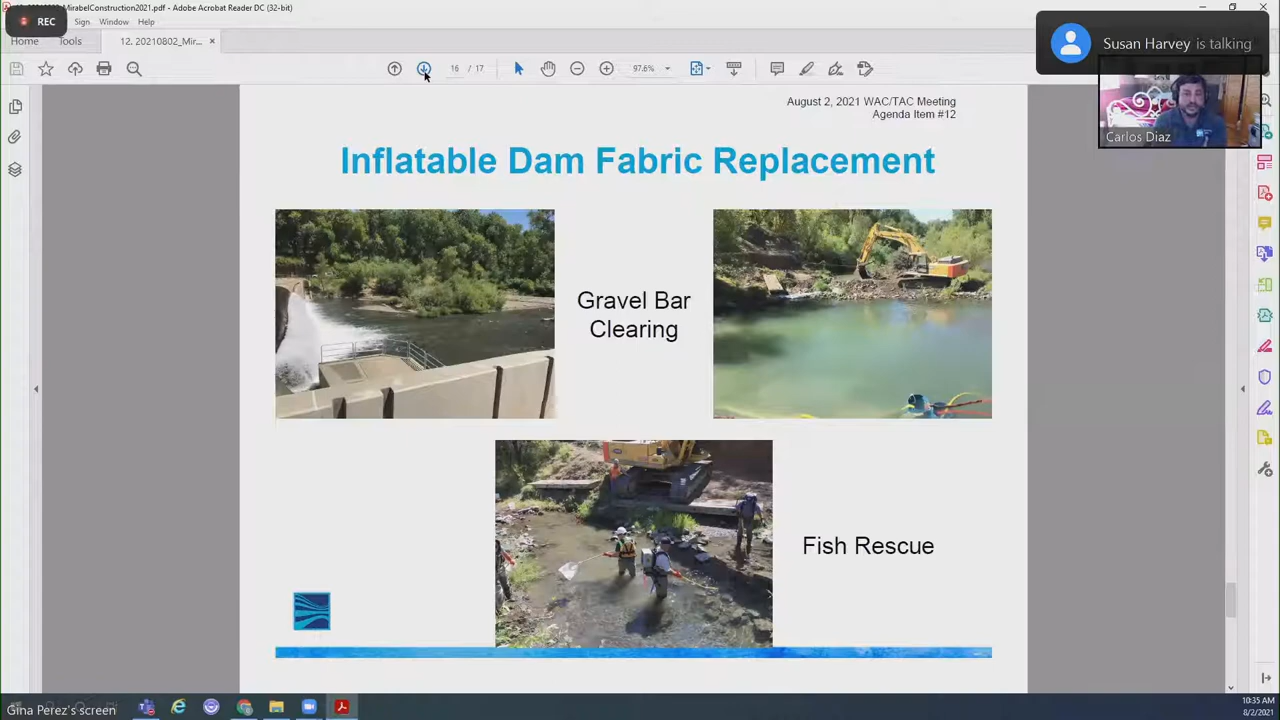 12. 20210802_MirabelConstruction2021.pdf - Adobe Acrobat Reader DC (32-bit)
REC
Sign Window Help
Home Tools 12. 20210802_Mir... ×
Susan Harvey is talking
16 / 17 97.6%
Carlos Diaz
August 2, 2021 WAC/TAC Meeting
Agenda Item #12
Inflatable Dam Fabric Replacement
Gravel Bar
Clearing
Fish Rescue
Gina Perez's screen
10:35 AM
8/2/2021